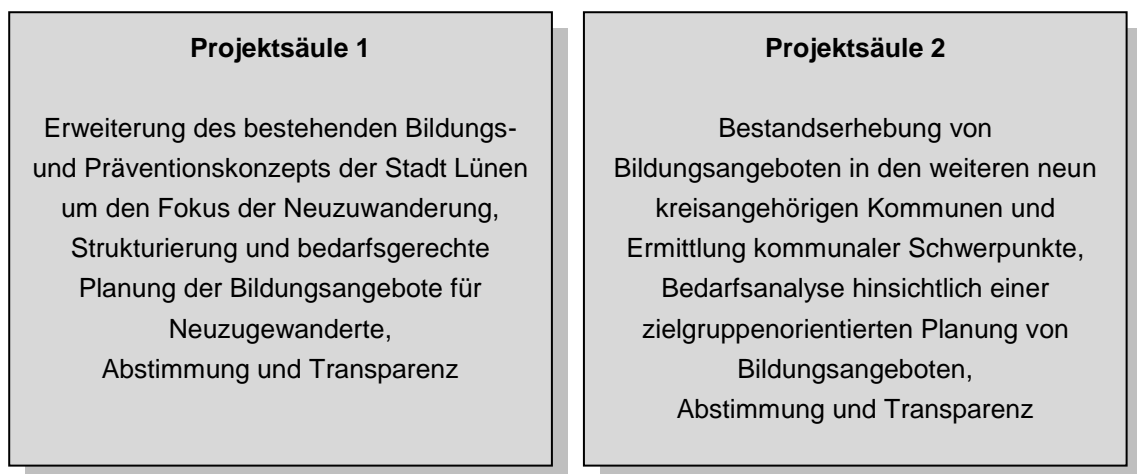 Projektsäule 1
Erweiterung des bestehenden Bildungs-
und Präventionskonzepts der Stadt Lünen
um den Fokus der Neuzuwanderung,
Strukturierung und bedarfsgerechte
Planung der Bildungsangebote für
Neuzugewanderte,
Abstimmung und Transparenz
Projektsäule 2
Bestandserhebung von
Bildungsangeboten in den weiteren neun
kreisangehörigen Kommunen und
Ermittlung kommunaler Schwerpunkte,
Bedarfsanalyse hinsichtlich einer
zielgruppenorientierten Planung von
Bildungsangeboten,
Abstimmung und Transparenz